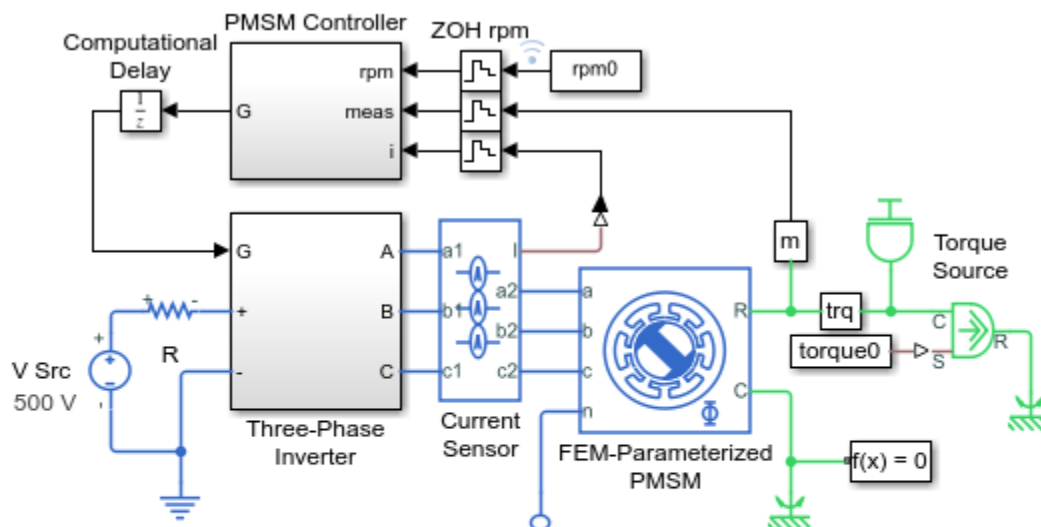 PMSM Controller
ZOH rpm
Computational
Delay
rpm
rpm0
1
z
G
meas
i
G
A
a1
I
m
Torque
Source
a2
a
+
-
+
B
b1
b2
b
R
trq
C
R
torque0
S
+
R
V Src
500 V
-
-
C
c1
c2
c
C
n
Φ
Three-Phase
Inverter
Current
Sensor
FEM-Parameterized
PMSM
f(x) = 0
A
A
A